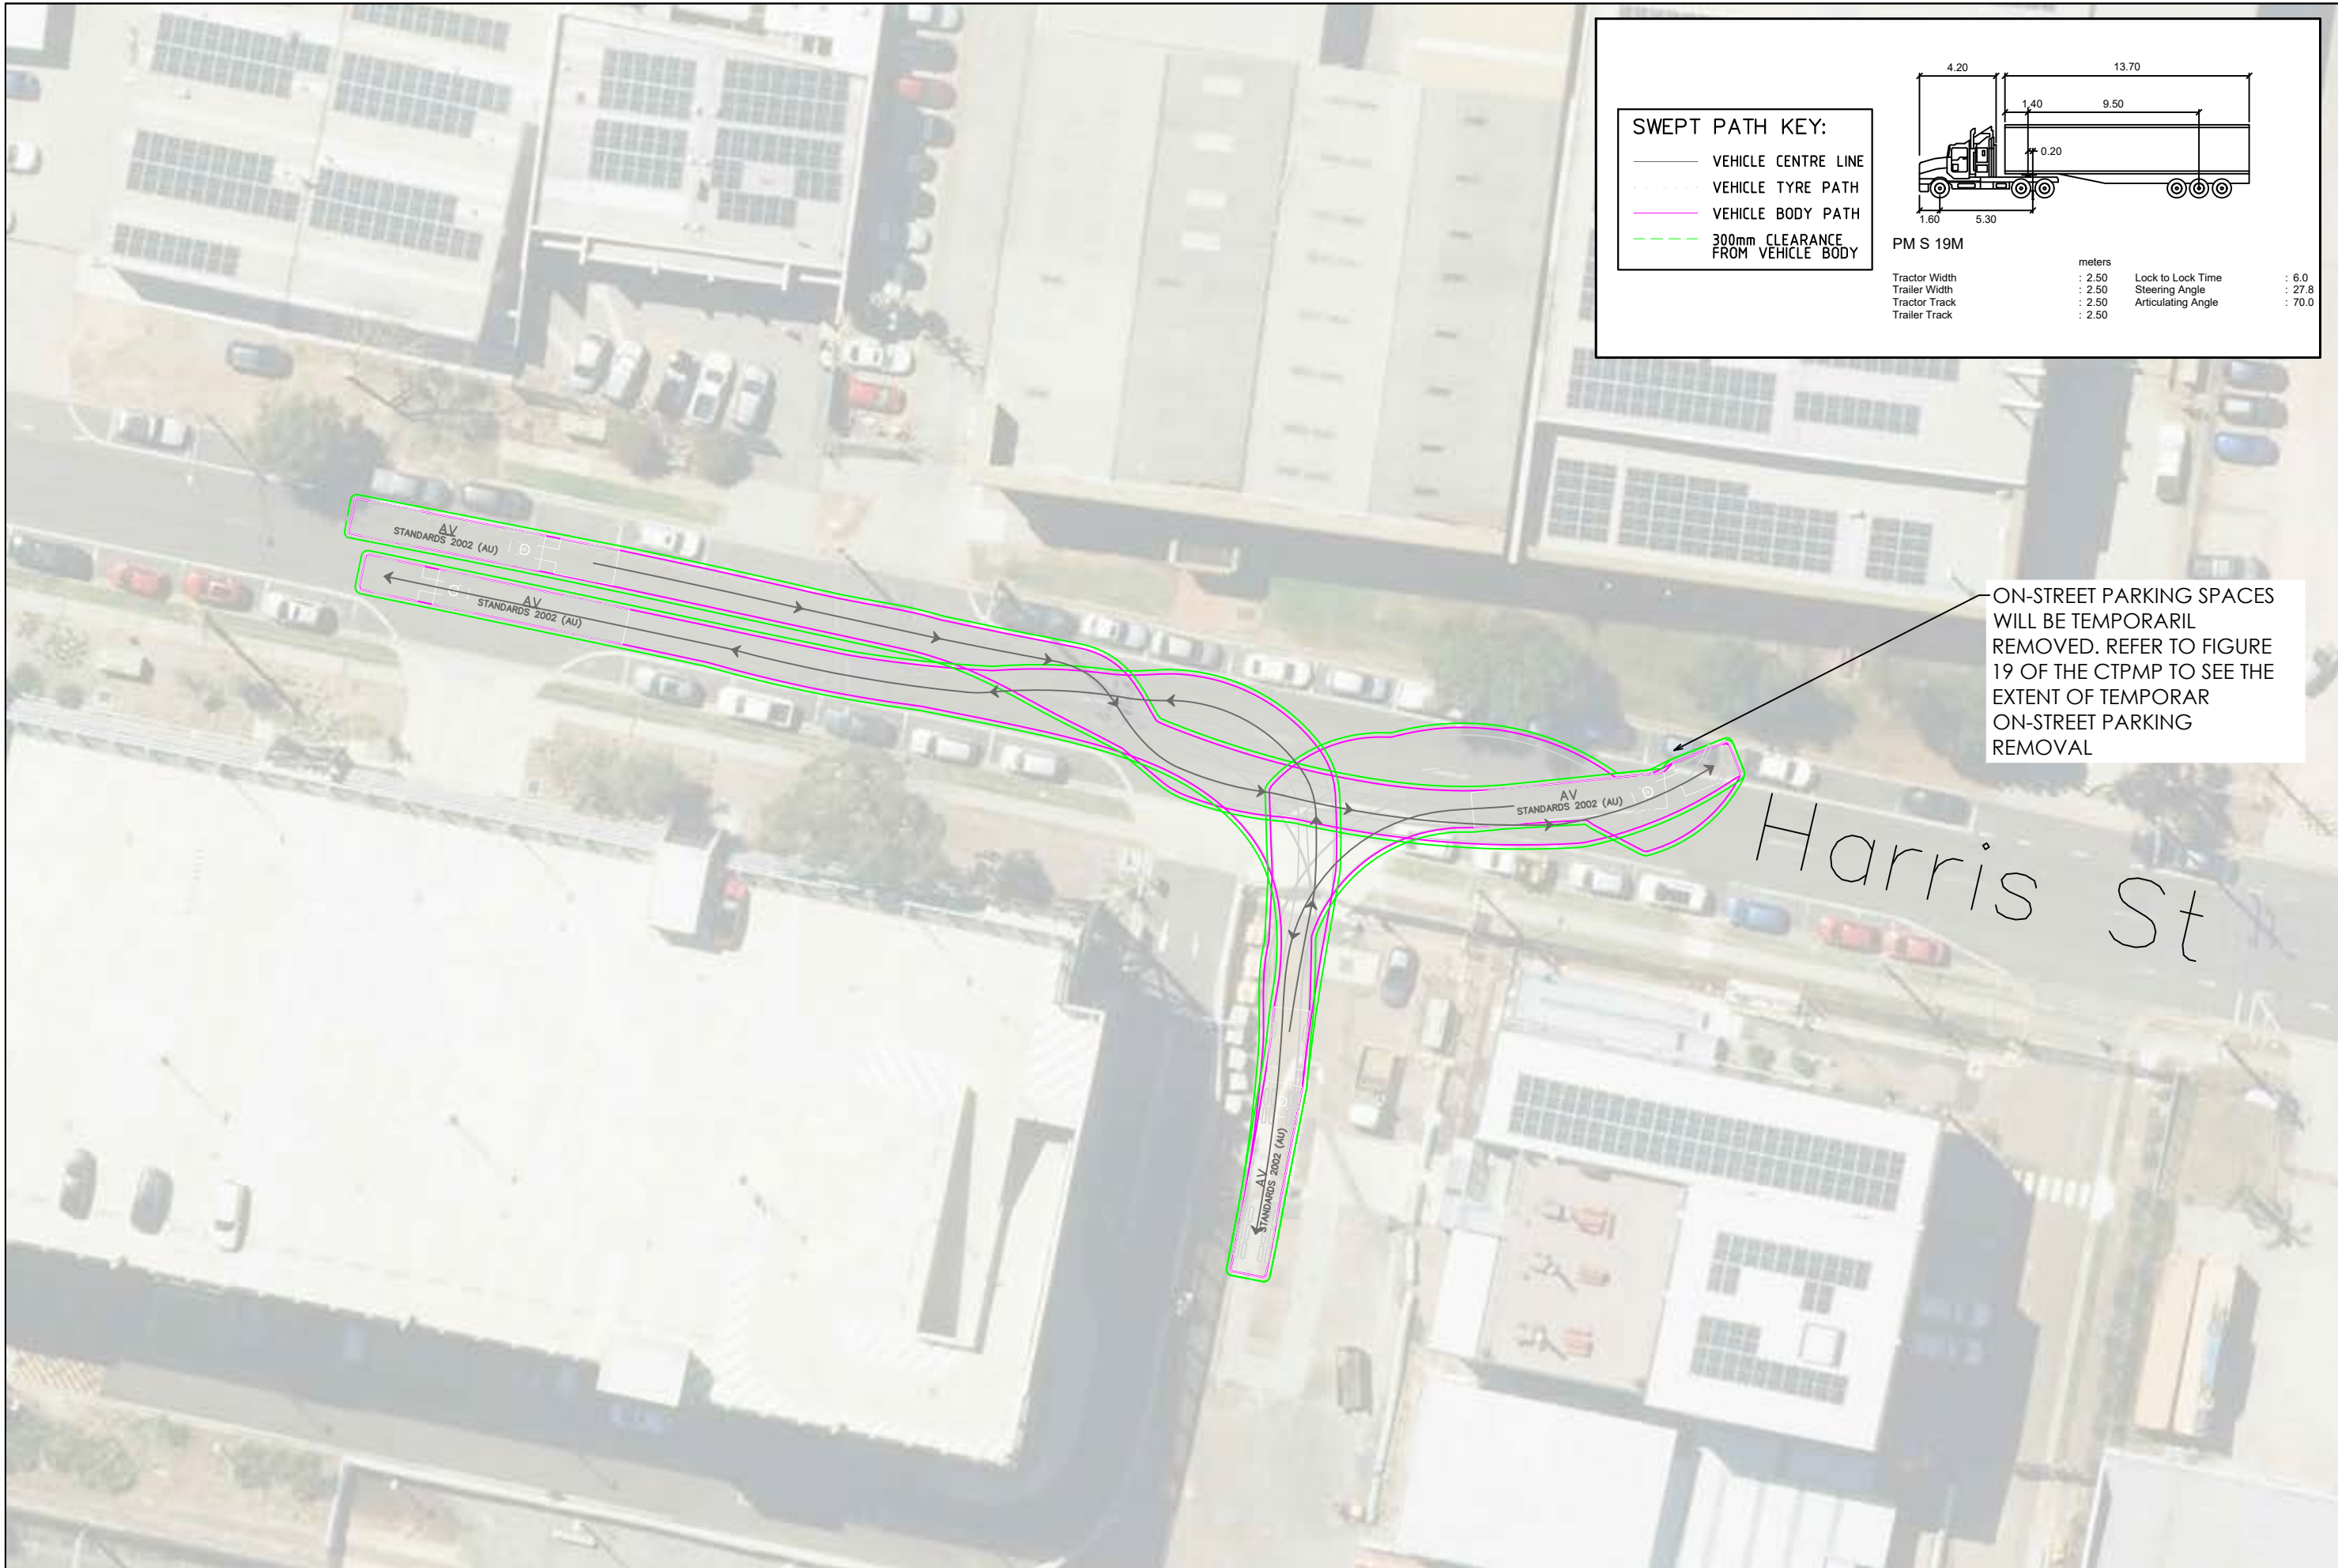 4.20
13.70
1.40
9.50
0.20
1.60
5.30
SWEPT PATH KEY:
VEHICLE CENTRE LINE
VEHICLE TYRE PATH
VEHICLE BODY PATH
300mm CLEARANCE
FROM VEHICLE BODY
PM S 19M
meters
Tractor Width : 2.50 Lock to Lock Time : 6.0
Trailer Width : 2.50 Steering Angle : 27.8
Tractor Track : 2.50 Articulating Angle : 70.0
Trailer Track : 2.50
AV
STANDARDS 2002 (AU)
AV
STANDARDS 2002 (AU)
ON-STREET PARKING SPACES
WILL BE TEMPORARIL
REMOVED. REFER TO FIGURE
19 OF THE CTPMP TO SEE THE
EXTENT OF TEMPORAR
ON-STREET PARKING
REMOVAL
AV
STANDARDS 2002 (AU)
Harris St
AV
STANDARDS 2002 (AU)